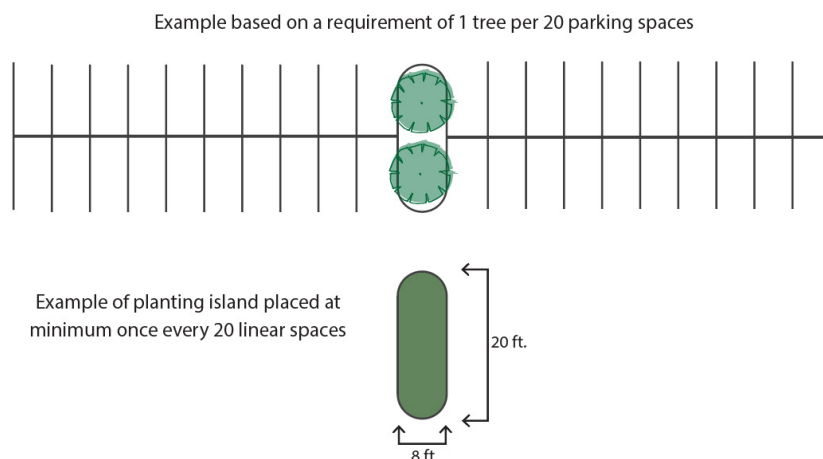 Example based on a requirement of 1 tree per 20 parking spaces
Example of planting island placed at
minimum once every 20 linear spaces
20 ft.
8 ft